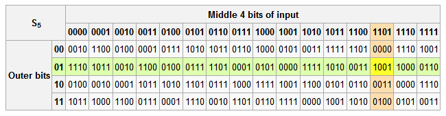 S5 Middle 4 bits of input
0000 0001 0010 0011 0100 0101 0110 0111 1000 1001 1010 1011 1100 1101 1110 1111
Outer bits
00 0010 1100 0100 0001 0111 1010 1011 0110 1000 0101 0011 1111 1101 0000 1110 1001
01 1110 1011 0010 1100 0100 0111 1101 0001 0101 0000 1111 1010 0011 1001 1000 0110
10 0100 0010 0001 1011 1010 1101 0111 1000 1111 1001 1100 0101 0110 0011 0000 1110
11 1011 1000 1100 0111 0001 1110 0010 1101 0110 1111 0000 1001 1010 0100 0101 0011